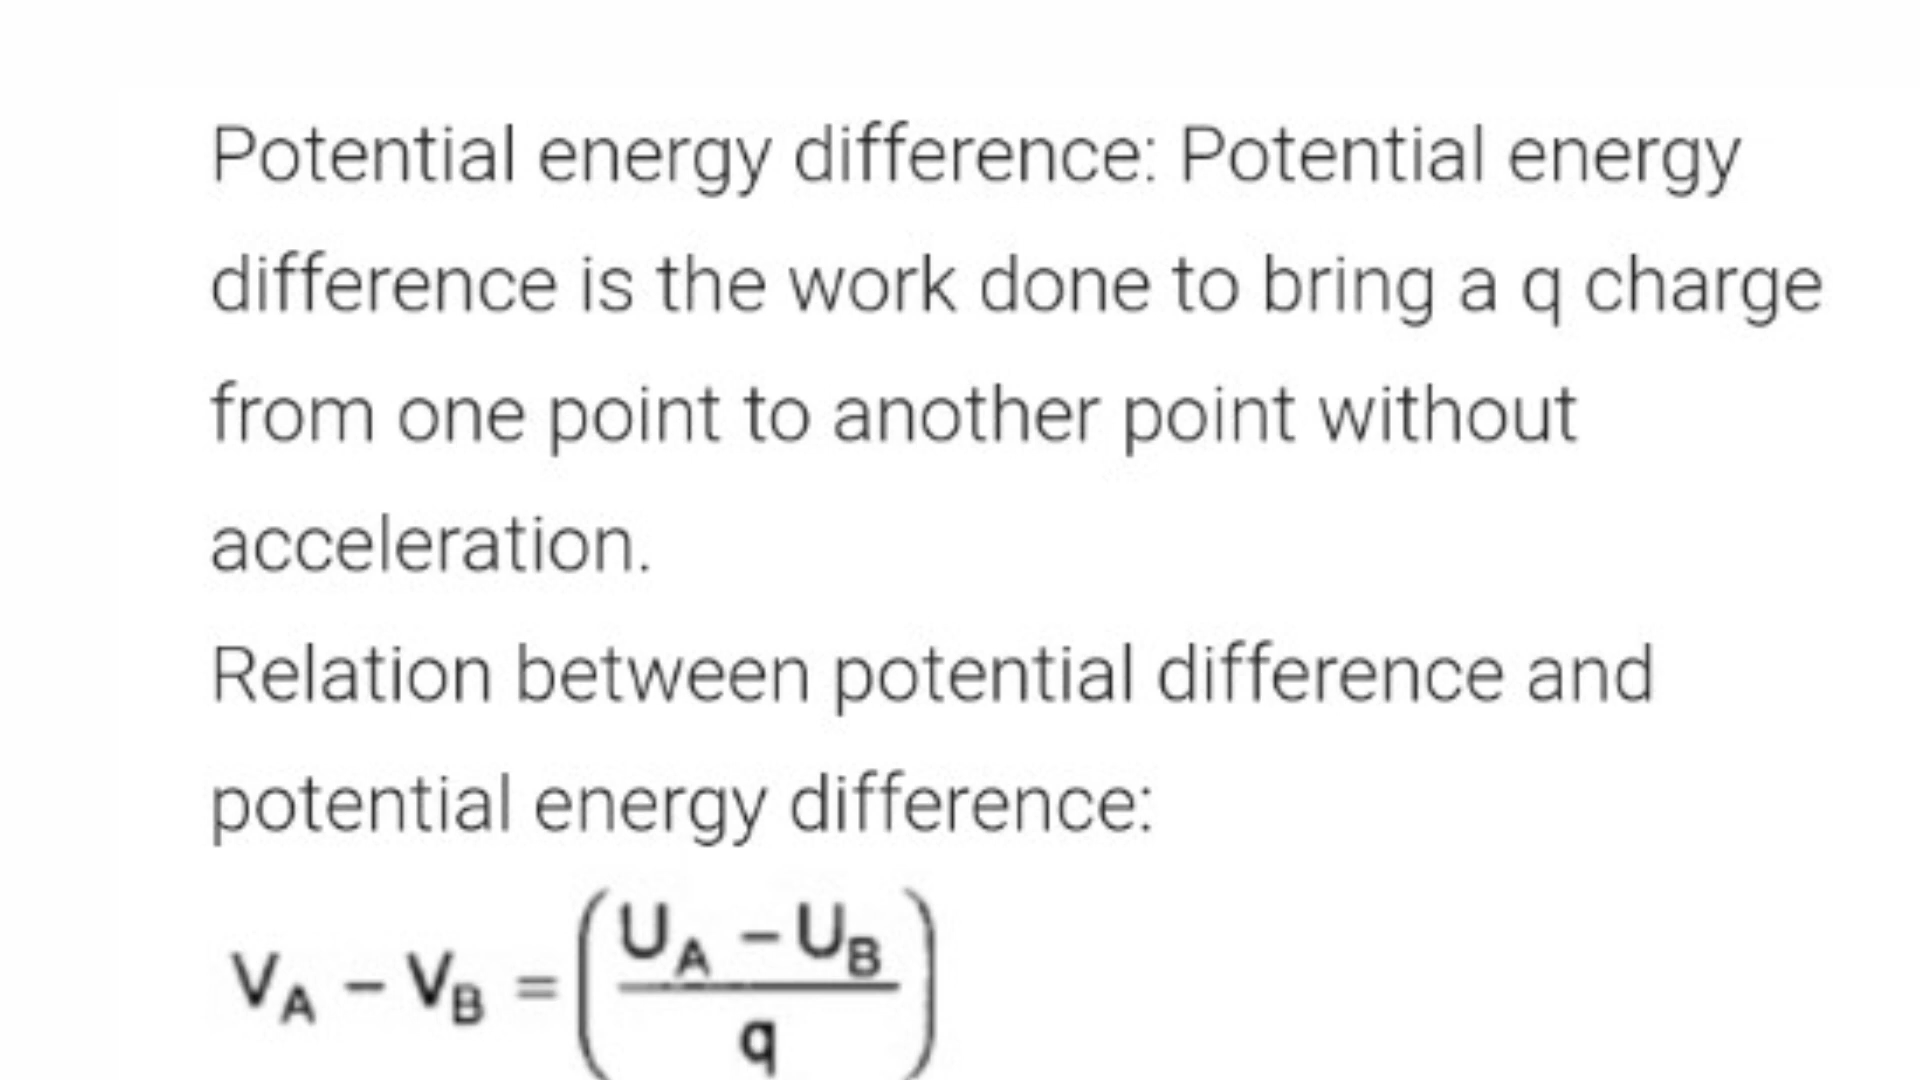 Potential energy difference: Potential energy
difference is the work done to bring a q charge
from one point to another point without
acceleration.
Relation between potential difference and
potential energy difference:
V_A − V_B = ( (U_A − U_B) / q )